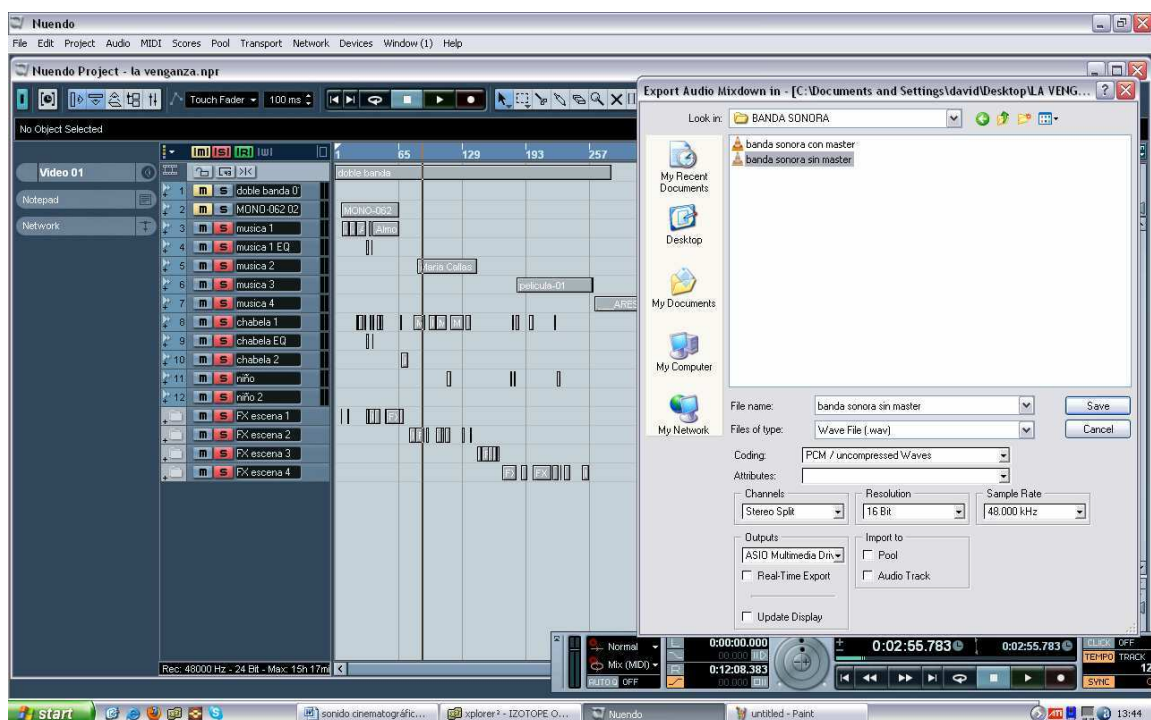 Nuendo
File Edit Project Audio MIDI Scores Pool Transport Network Devices Window (1) Help
Nuendo Project - la venganza.npr
Touch Fader 100 ms
No Object Selected
Video 01
Notepad
Network
1 65 129 193 257
doble banda
1 m S doble banda 0
2 m S MONO-062 02
MONO-062
3 m S musica 1
4 m S musica 1 EQ
5 m S musica 2
Maria Callas
6 m S musica 3
pelicula-01
7 m S musica 4
ARES
8 m S chabela 1
9 m S chabela EQ
10 m S chabela 2
11 m S niño
12 m S niño 2
m S FX escena 1
m S FX escena 2
m S FX escena 3
m S FX escena 4
Rec: 48000 Hz - 24 Bit - Max: 15h 17mi
Export Audio Mixdown in - [C:\Documents and Settings\david\Desktop\LA VENG...
Look in: BANDA SONORA
My Recent Documents
Desktop
My Documents
My Computer
My Network
banda sonora con master
banda sonora sin master
File name: banda sonora sin master Save
Files of type: Wave File (.wav) Cancel
Coding: PCM / uncompressed Waves
Attributes:
Channels Resolution Sample Rate
Stereo Split 16 Bit 48.000 kHz
Outputs Import to
ASIO Multimedia Driv Pool
Real-Time Export Audio Track
Update Display
Normal L 0:00:00.000 0:02:55.783 0:02:55.783 CLICK OFF
Mix (MIDI) R 0:12:08.383 TEMPO TRACK
AUTO Q OFF SYNC
start sonido cinematográfic... xplorer² - IZOTOPE O... Nuendo untitled - Paint 13:44